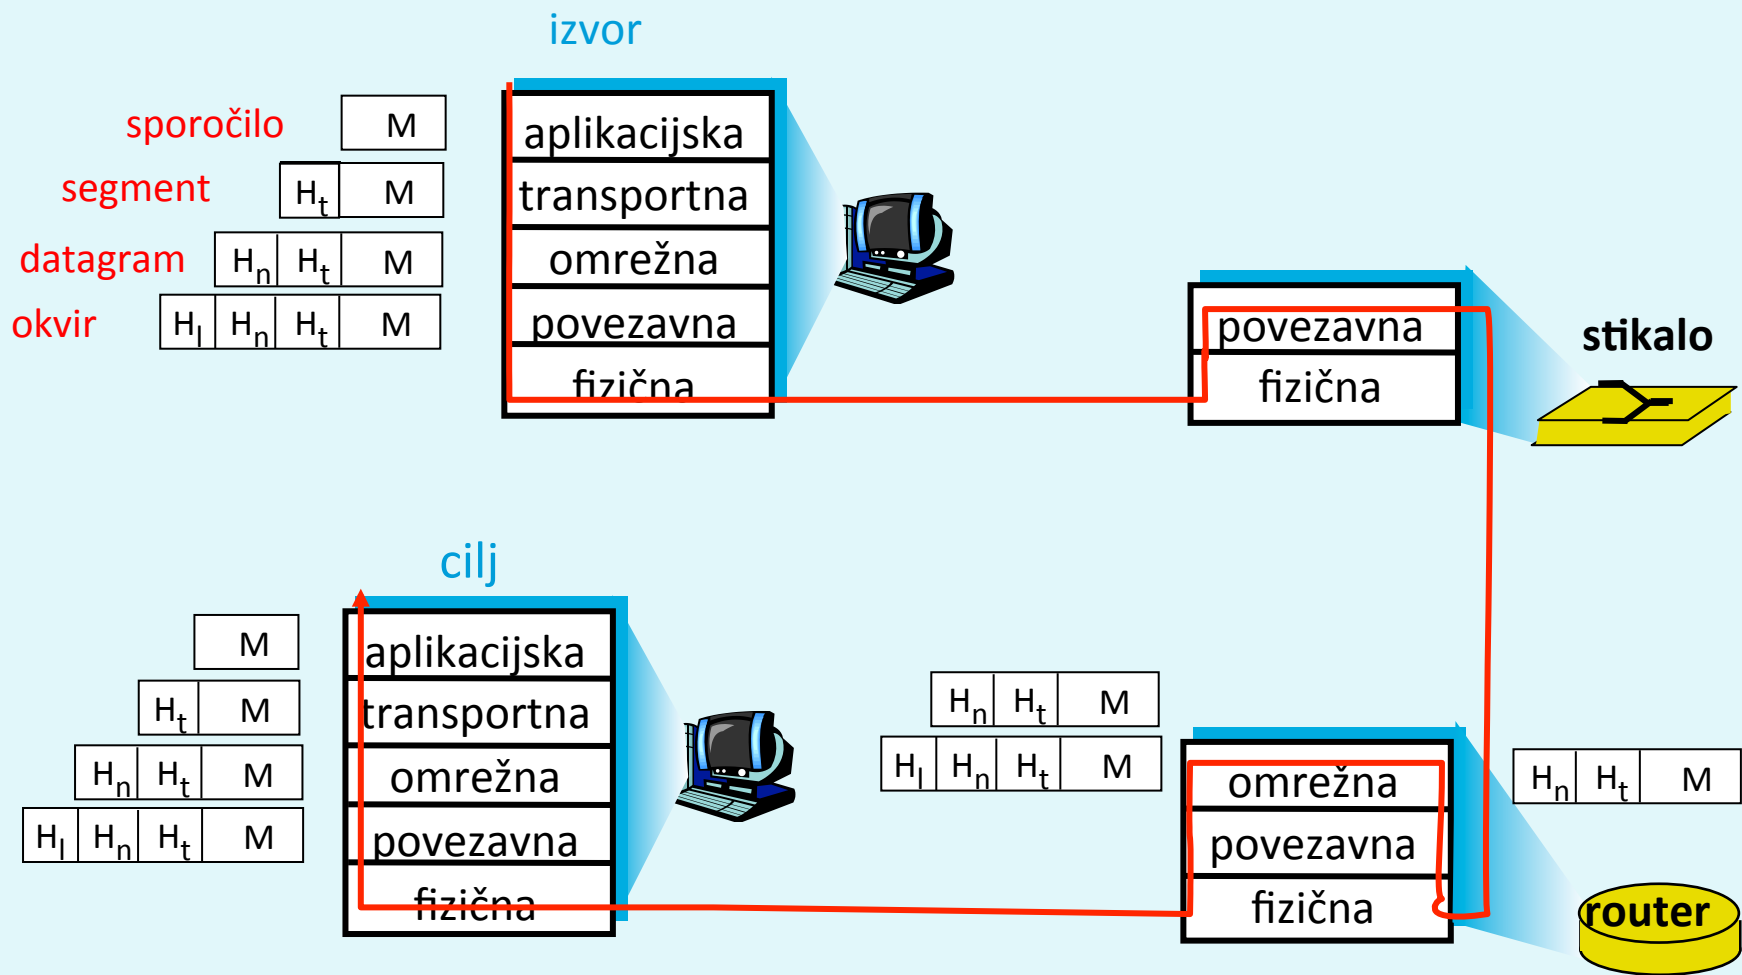 izvor
sporočilo M aplikacijska
segment Ht M transportna
datagram Hn Ht M omrežna
okvir Hl Hn Ht M povezavna
fizična
povezavna
fizična
stikalo
cilj
M aplikacijska
Ht M transportna
Hn Ht M omrežna
Hl Hn Ht M povezavna
fizična
Hn Ht M
Hl Hn Ht M omrežna
povezavna
fizična
Hn Ht M
router